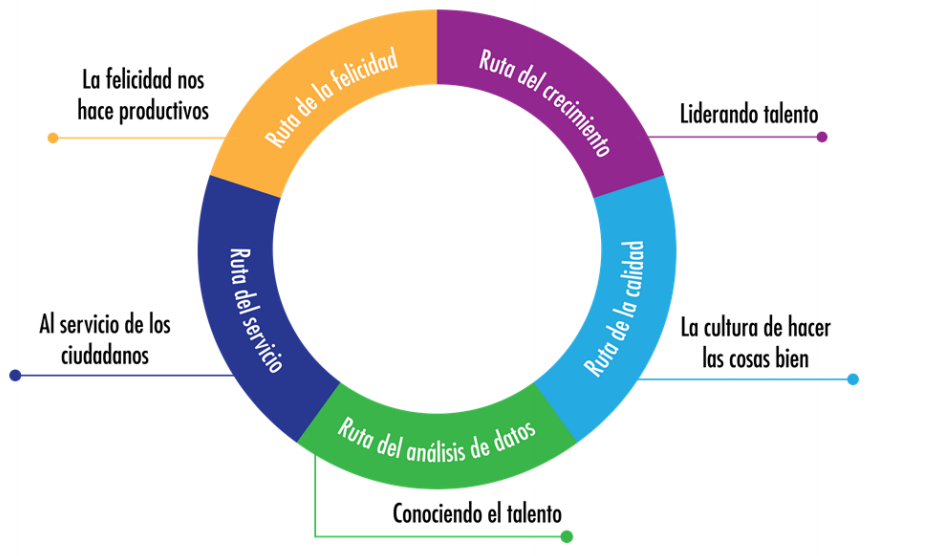 La felicidad nos
hace productivos
Ruta de la felicidad
Ruta del crecimiento
Liderando talento
Ruta del servicio
Ruta de la calidad
Al servicio de los
ciudadanos
La cultura de hacer
las cosas bien
Ruta del análisis de datos
Conociendo el talento